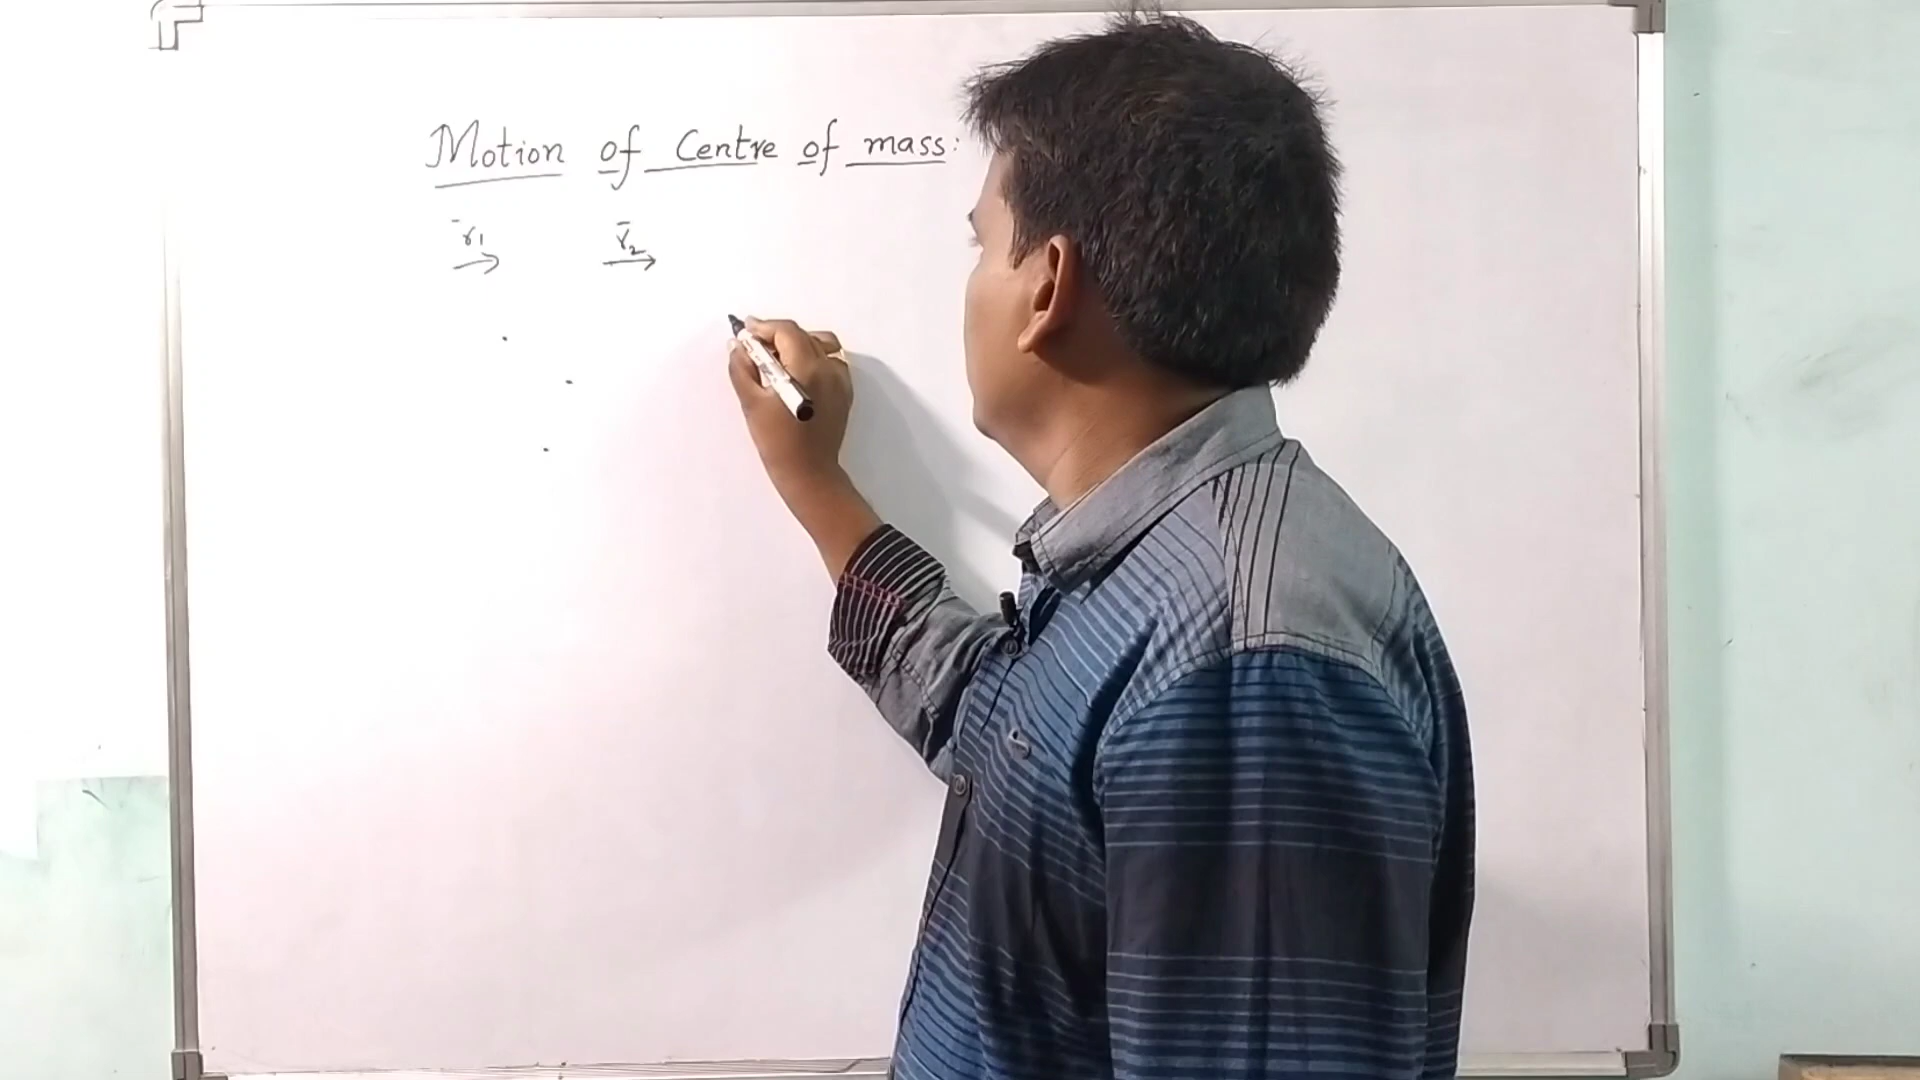 Motion of Centre of mass:
r̄₁ r̄₂